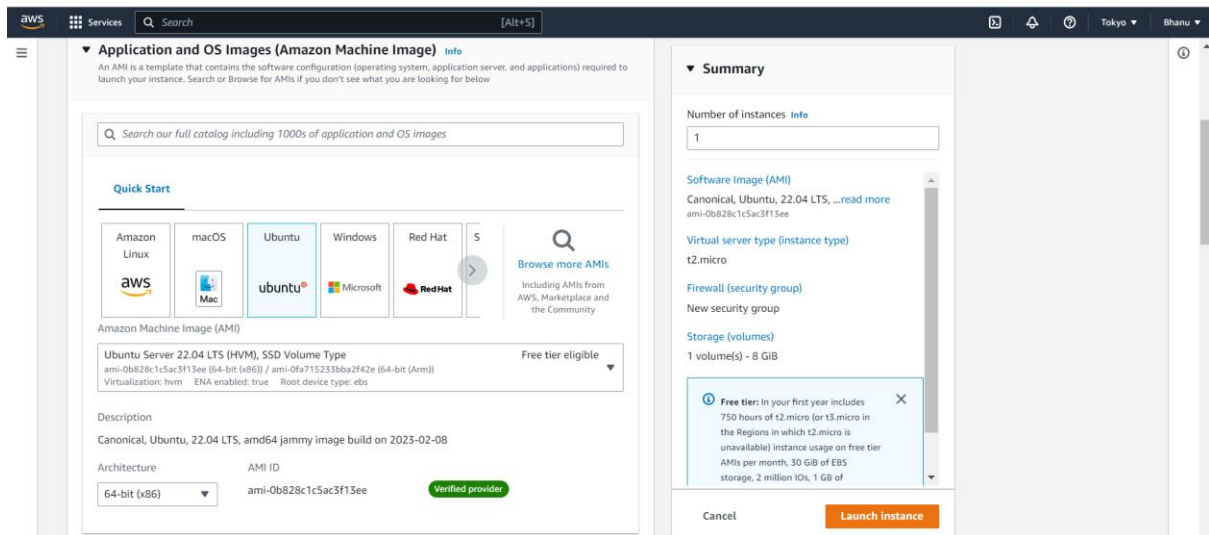 aws
Services
Search
[Alt+S]
Tokyo
Bhanu
Application and OS Images (Amazon Machine Image) Info
An AMI is a template that contains the software configuration (operating system, application server, and applications) required to
launch your instance. Search or Browse for AMIs if you don't see what you are looking for below
Search our full catalog including 1000s of application and OS images
Quick Start
Amazon
Linux
aws
macOS
Mac
Ubuntu
ubuntu
Windows
Microsoft
Red Hat
RedHat
S
Browse more AMIs
Including AMIs from
AWS, Marketplace and
the Community
Amazon Machine Image (AMI)
Ubuntu Server 22.04 LTS (HVM), SSD Volume Type
Free tier eligible
ami-0b828c1c5ac3f13ee (64-bit (x86)) / ami-0fa715233bba2f42e (64-bit (Arm))
Virtualization: hvm ENA enabled: true Root device type: ebs
Description
Canonical, Ubuntu, 22.04 LTS, amd64 jammy image build on 2023-02-08
Architecture
AMI ID
64-bit (x86)
ami-0b828c1c5ac3f13ee
Verified provider
Summary
Number of instances Info
1
Software Image (AMI)
Canonical, Ubuntu, 22.04 LTS, ...read more
ami-0b828c1c5ac3f13ee
Virtual server type (instance type)
t2.micro
Firewall (security group)
New security group
Storage (volumes)
1 volume(s) - 8 GiB
Free tier: In your first year includes
750 hours of t2.micro (or t3.micro in
the Regions in which t2.micro is
unavailable) instance usage on free tier
AMIs per month, 30 GiB of EBS
storage, 2 million IOs, 1 GB of
Cancel
Launch instance